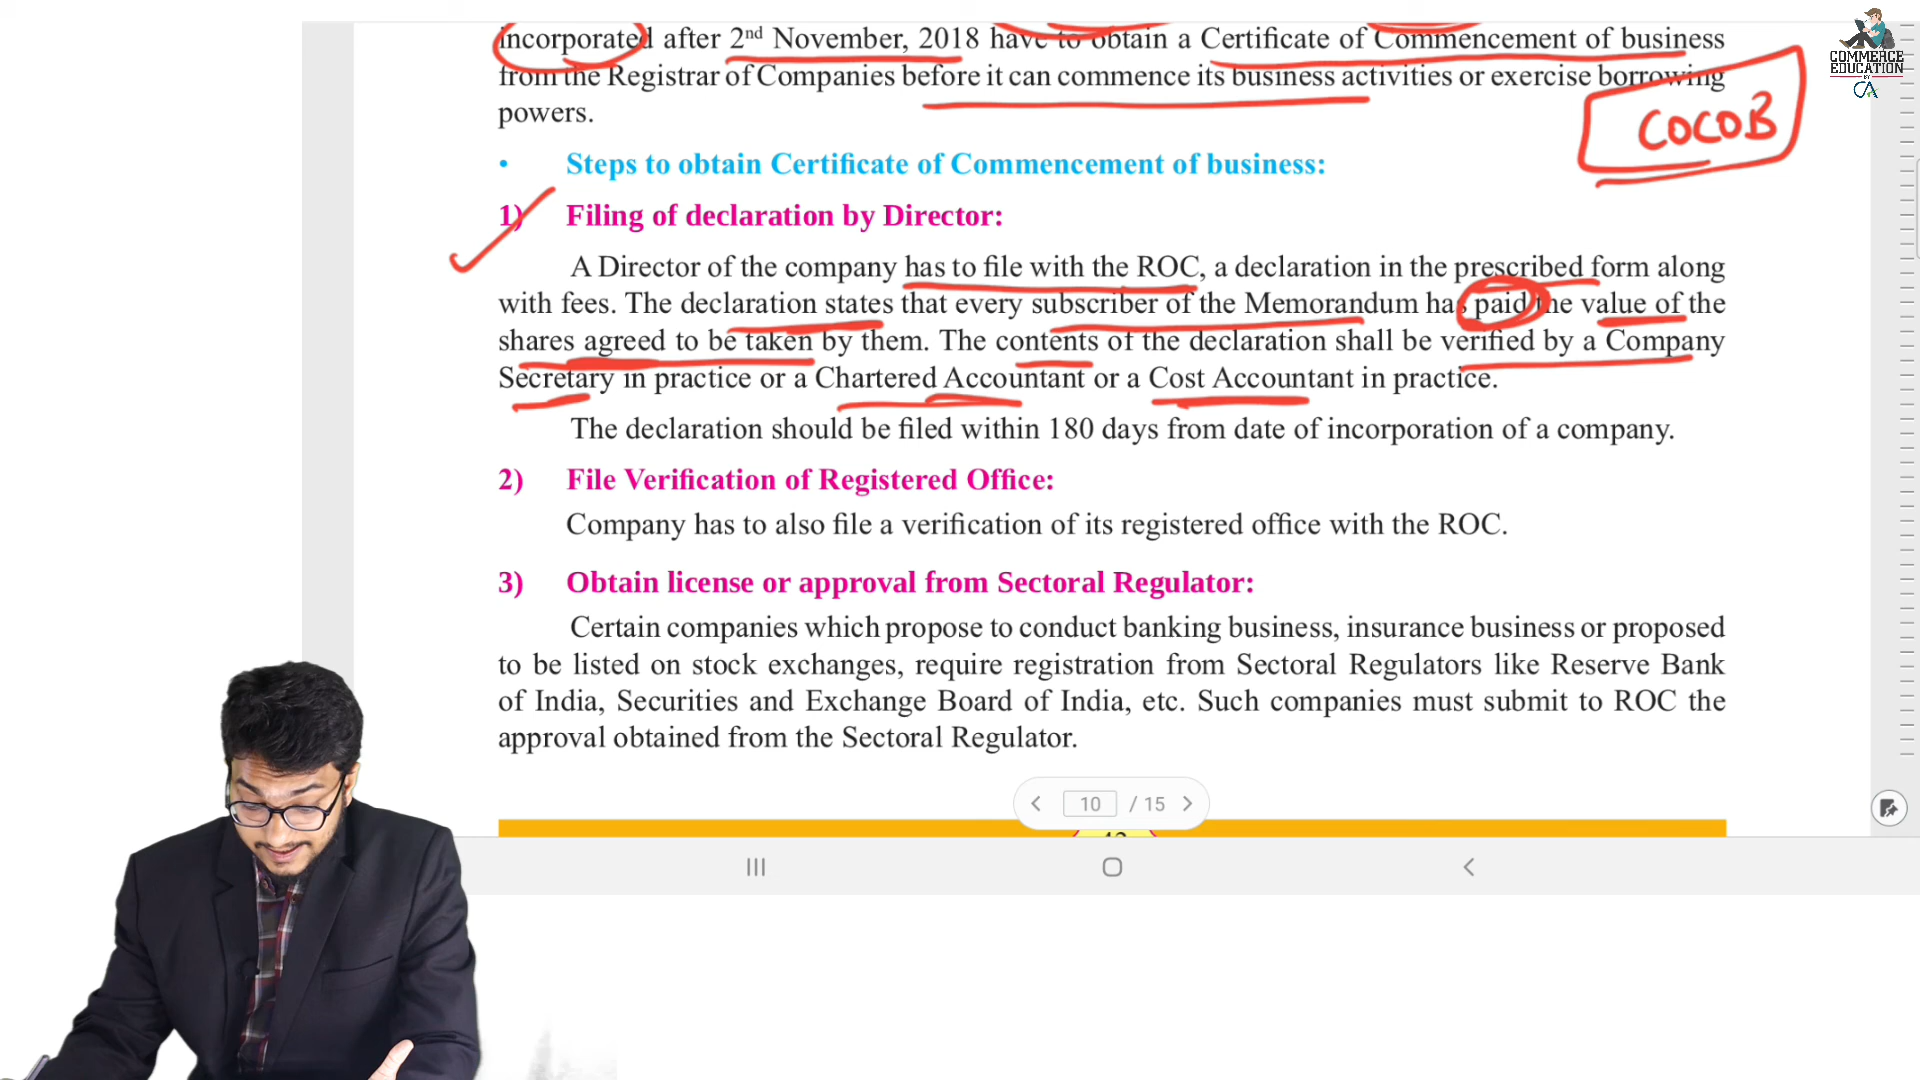 incorporated after 2nd November, 2018 have to obtain a Certificate of Commencement of business
from the Registrar of Companies before it can commence its business activities or exercise borrowing
powers.
COCOB
COMMERCE
EDUCATION
BY
CA
• Steps to obtain Certificate of Commencement of business:
1) Filing of declaration by Director:
A Director of the company has to file with the ROC, a declaration in the prescribed form along
with fees. The declaration states that every subscriber of the Memorandum has paid the value of the
shares agreed to be taken by them. The contents of the declaration shall be verified by a Company
Secretary in practice or a Chartered Accountant or a Cost Accountant in practice.
The declaration should be filed within 180 days from date of incorporation of a company.
2) File Verification of Registered Office:
Company has to also file a verification of its registered office with the ROC.
3) Obtain license or approval from Sectoral Regulator:
Certain companies which propose to conduct banking business, insurance business or proposed
to be listed on stock exchanges, require registration from Sectoral Regulators like Reserve Bank
of India, Securities and Exchange Board of India, etc. Such companies must submit to ROC the
approval obtained from the Sectoral Regulator.
10 / 15